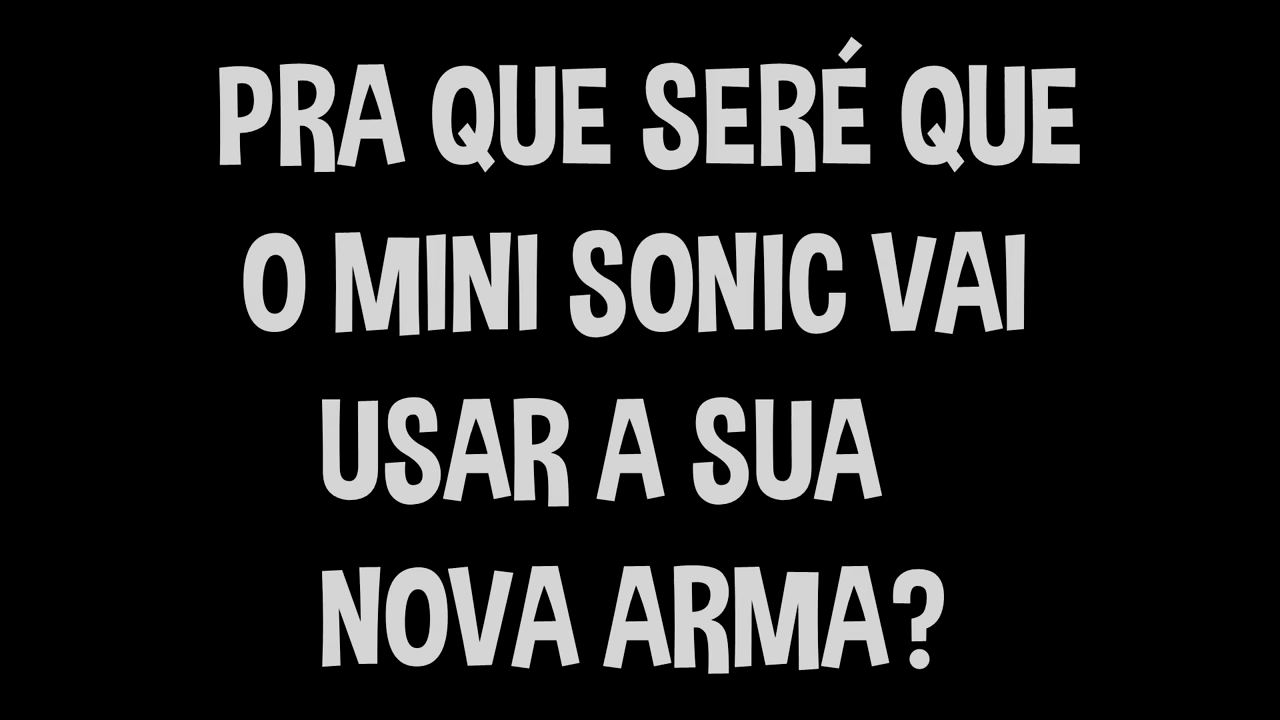 PRA QUE SERÉ QUE
O MINI SONIC VAI
USAR A SUA
NOVA ARMA?